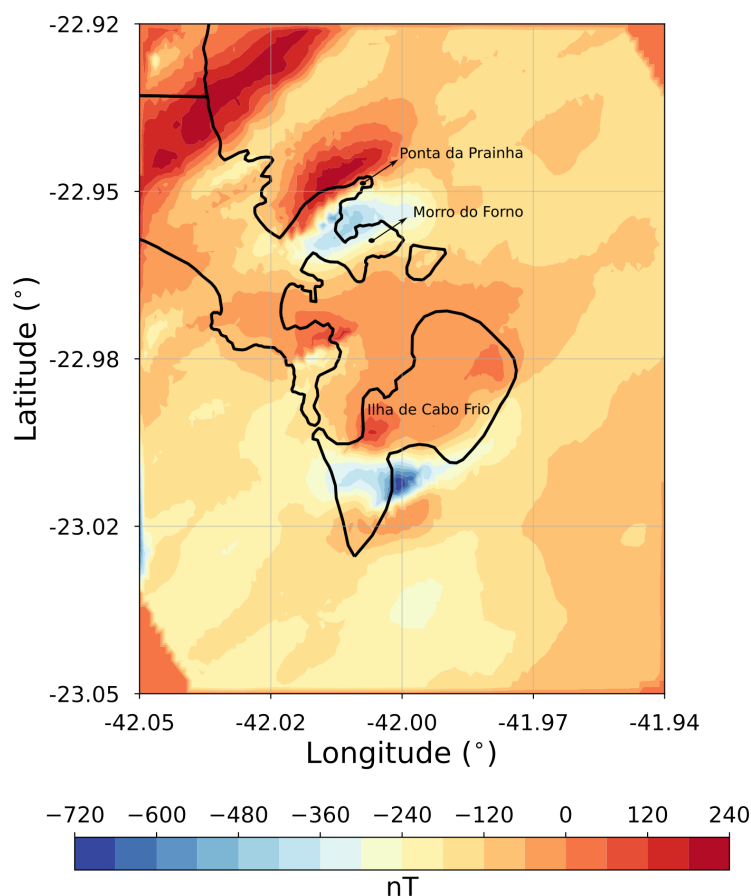 -22.92
-22.95
-22.98
-23.02
-23.05
Latitude (°)
Ponta da Prainha
Morro do Forno
Ilha de Cabo Frio
-42.05 -42.02 -42.00 -41.97 -41.94
Longitude (°)
−720 −600 −480 −360 −240 −120 0 120 240
nT